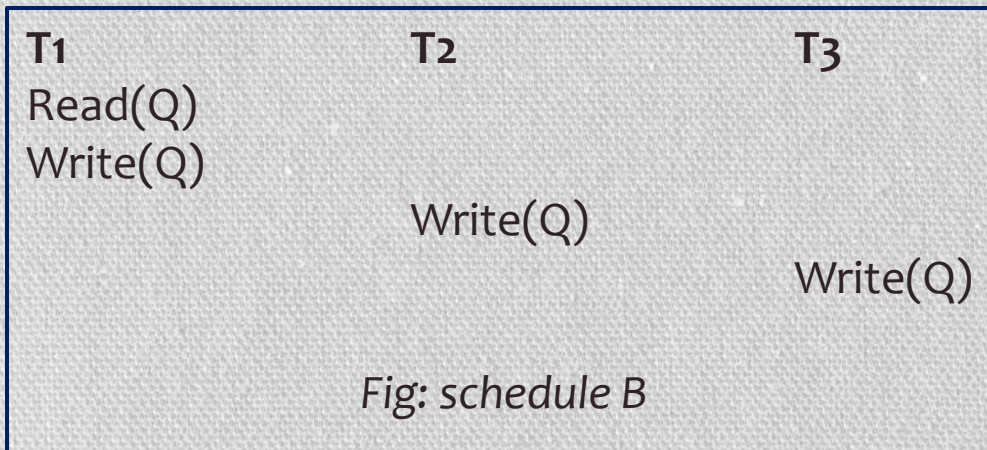 T1 T2 T3
Read(Q)
Write(Q)
Write(Q)
Write(Q)
Fig: schedule B